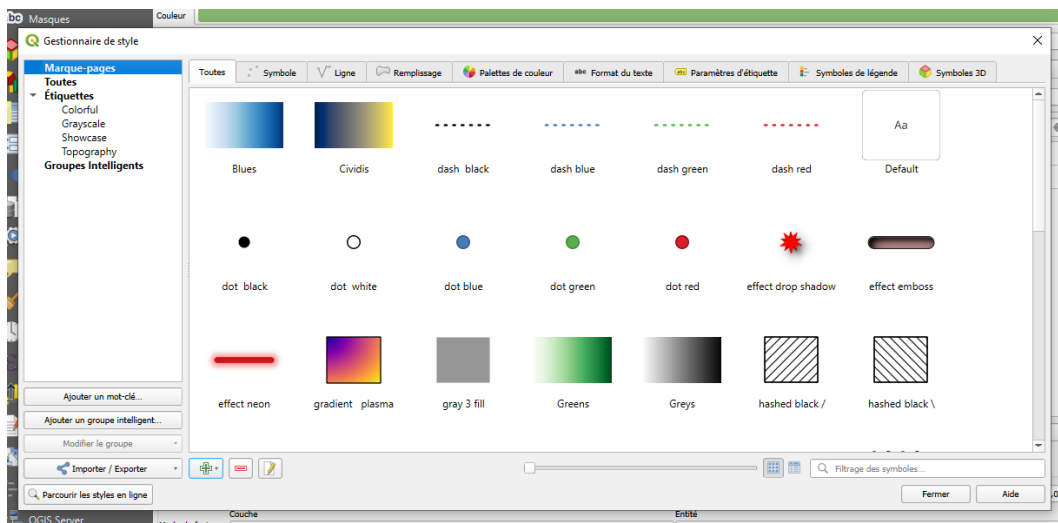 abc Masques
Couleur
Gestionnaire de style
Marque-pages
Toutes
Étiquettes
Colorful
Grayscale
Showcase
Topography
Groupes Intelligents
Toutes
Symbole
Ligne
Remplissage
Palettes de couleur
abc Format du texte
abc Paramètres d'étiquette
Symboles de légende
Symboles 3D
Aa
Blues
Cividis
dash black
dash blue
dash green
dash red
Default
dot black
dot white
dot blue
dot green
dot red
effect drop shadow
effect emboss
effect neon
gradient plasma
gray 3 fill
Greens
Greys
hashed black /
hashed black \
Ajouter un mot-clé...
Ajouter un groupe intelligent...
Modifier le groupe
Importer / Exporter
Filtrage des symboles...
Parcourir les styles en ligne
Fermer
Aide
Couche
Entité
QGIS Server